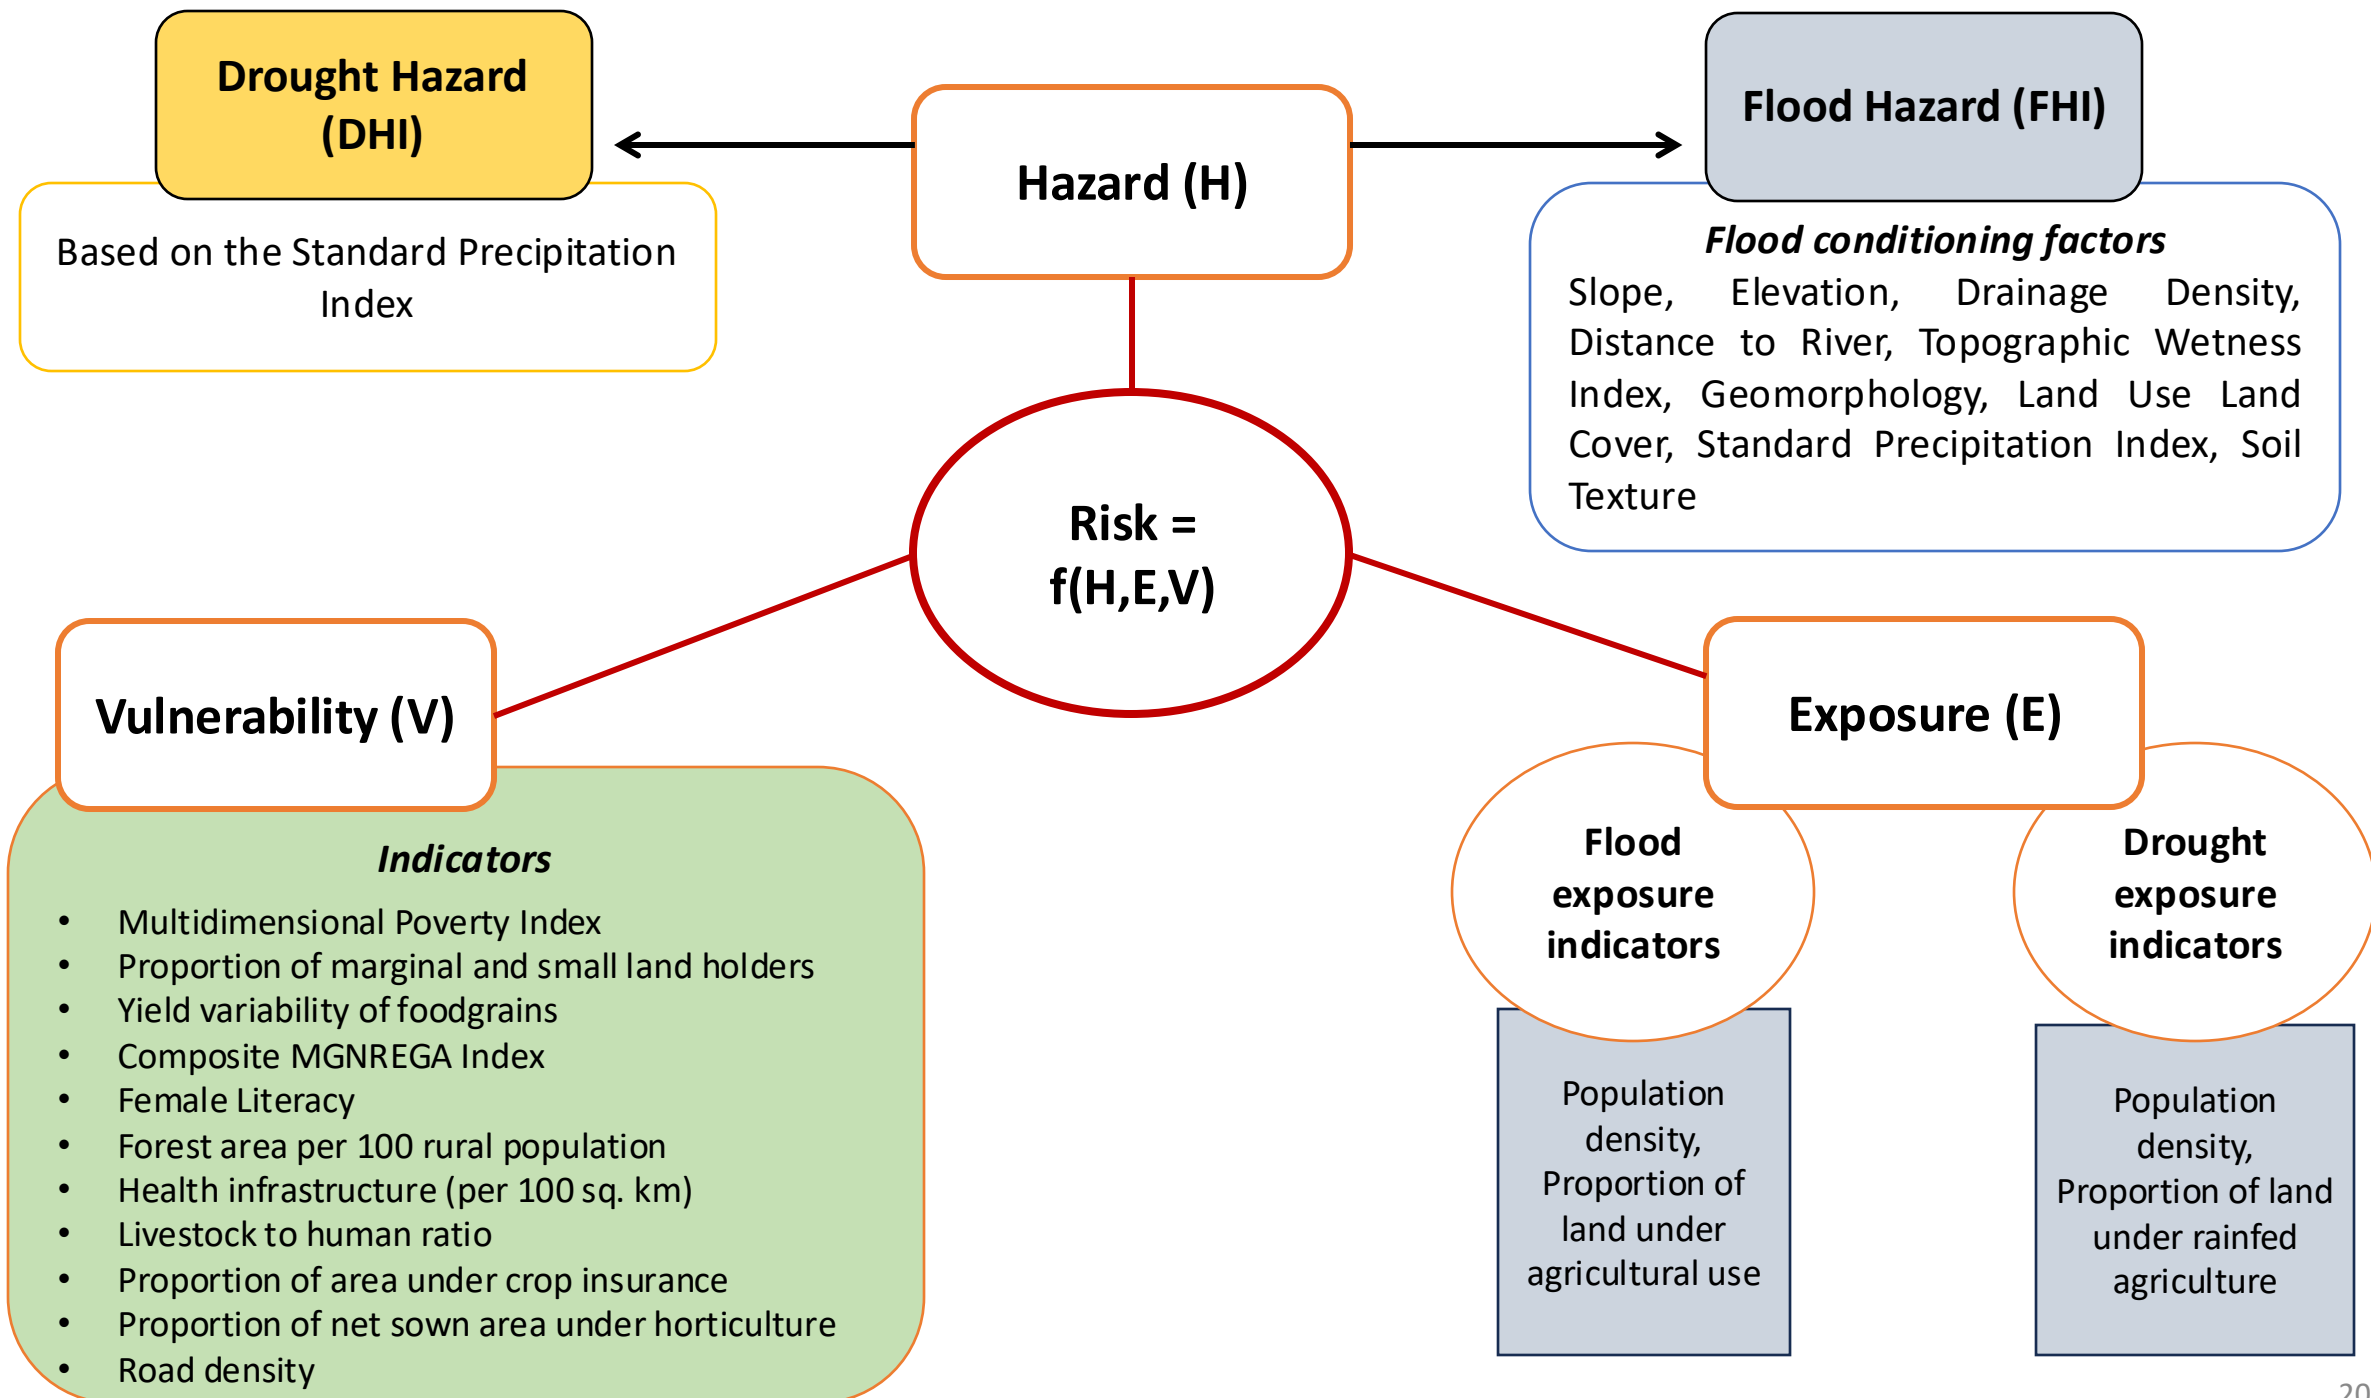 Drought Hazard
(DHI)
Based on the Standard Precipitation
Index
Hazard (H)
Flood Hazard (FHI)
Flood conditioning factors
Slope, Elevation, Drainage Density,
Distance to River, Topographic Wetness
Index, Geomorphology, Land Use Land
Cover, Standard Precipitation Index, Soil
Texture
Risk =
f(H,E,V)
Vulnerability (V)
Indicators
• Multidimensional Poverty Index
• Proportion of marginal and small land holders
• Yield variability of foodgrains
• Composite MGNREGA Index
• Female Literacy
• Forest area per 100 rural population
• Health infrastructure (per 100 sq. km)
• Livestock to human ratio
• Proportion of area under crop insurance
• Proportion of net sown area under horticulture
• Road density
Exposure (E)
Flood
exposure
indicators
Population
density,
Proportion of
land under
agricultural use
Drought
exposure
indicators
Population
density,
Proportion of land
under rainfed
agriculture
20